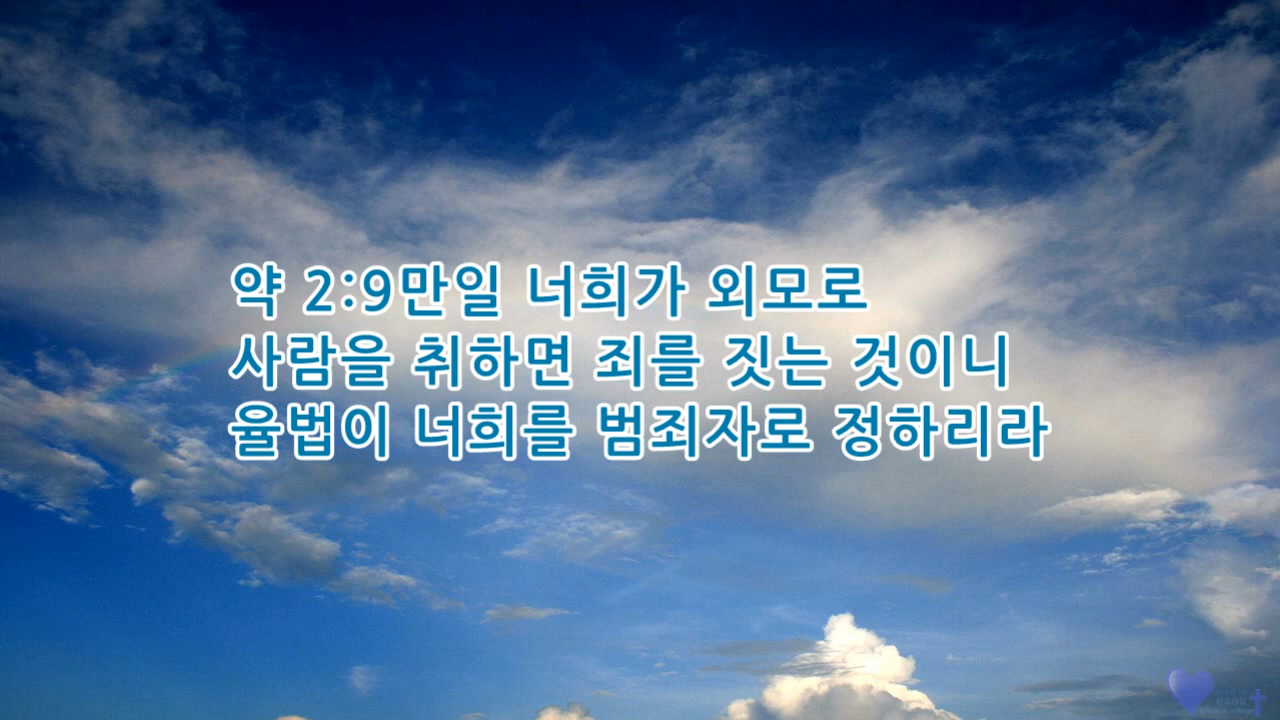 약 2:9만일 너희가 외모로
사람을 취하면 죄를 짓는 것이니
율법이 너희를 범죄자로 정하리라